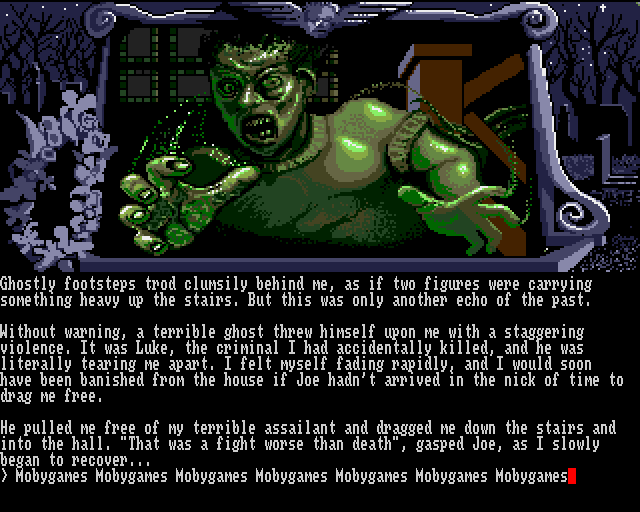 Ghostly footsteps trod clumsily behind me, as if two figures were carrying
something heavy up the stairs. But this was only another echo of the past.
Without warning, a terrible ghost threw himself upon me with a staggering
violence. It was Luke, the criminal I had accidentally killed, and he was
literally tearing me apart. I felt myself fading rapidly, and I would soon
have been banished from the house if Joe hadn't arrived in the nick of time to
drag me free.
He pulled me free of my terrible assailant and dragged me down the stairs and
into the hall. "That was a fight worse than death", gasped Joe, as I slowly
began to recover...
> Mobygames Mobygames Mobygames Mobygames Mobygames Mobygames Mobygames